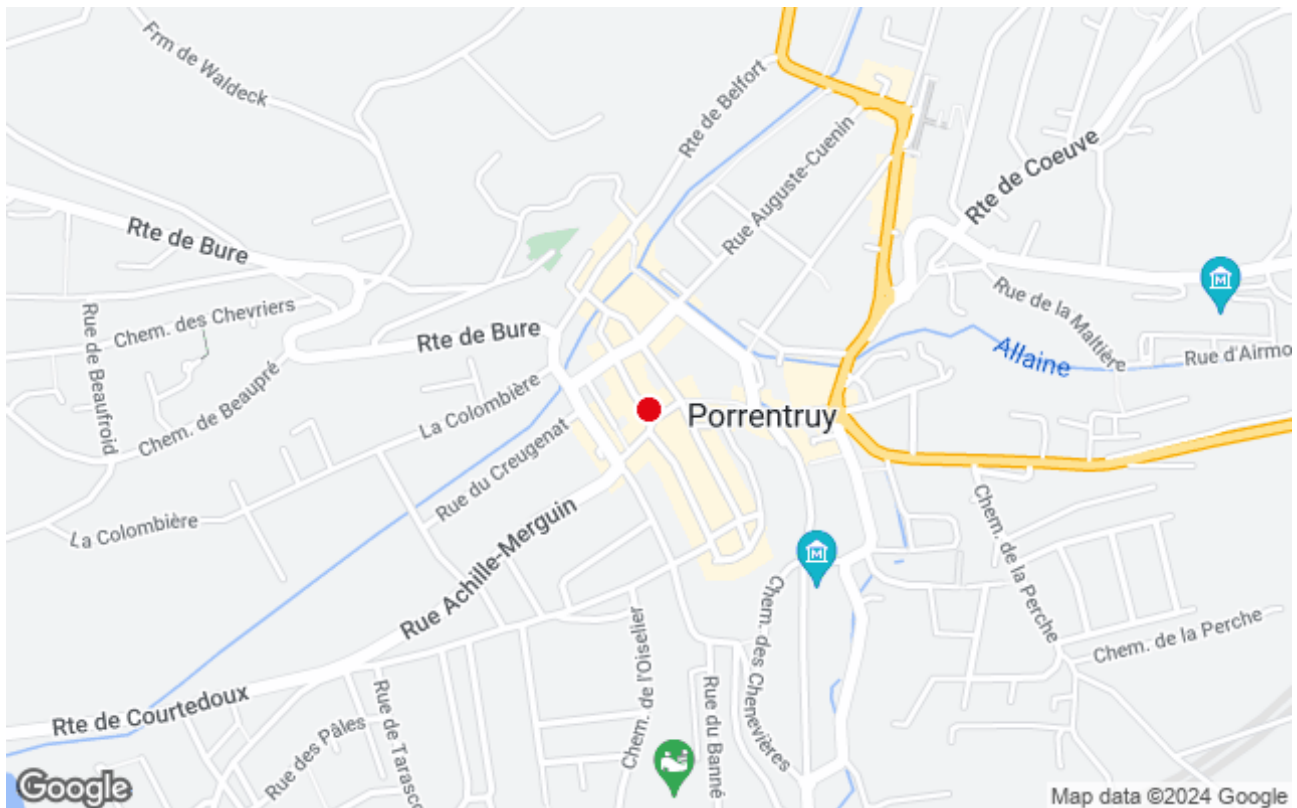 Frm de Waldeck
Rte de Belfort
Rue Auguste-Cuenin
Rte de Coeuve
Rte de Bure
Rue de Beaufroid
Chem. des Chevriers
Rte de Bure
Rue de la Maltière
Allaine
Rue d'Airmo
Chem. de Beaupré
La Colombière
Porrentruy
Rue du Creugenat
La Colombière
Rue Achille-Merguin
Chem. de la Perche
Chem. de la Perche
Chem. de l'Oiselier
Chem. des Chenevières
Rue du Banné
Rte de Courtedoux
Rue des Pâles
Rue de Tarasco
M
M
Google
Map data ©2024 Google